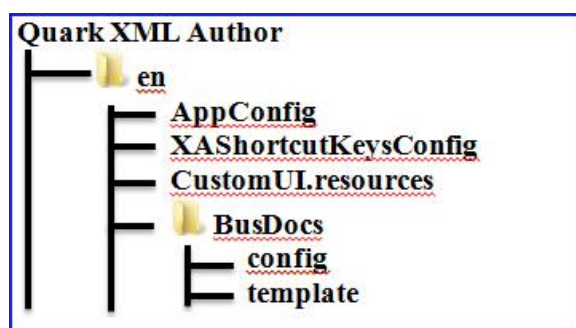 Quark XML Author
en
AppConfig
XAShortcutKeysConfig
CustomUI.resources
BusDocs
config
template